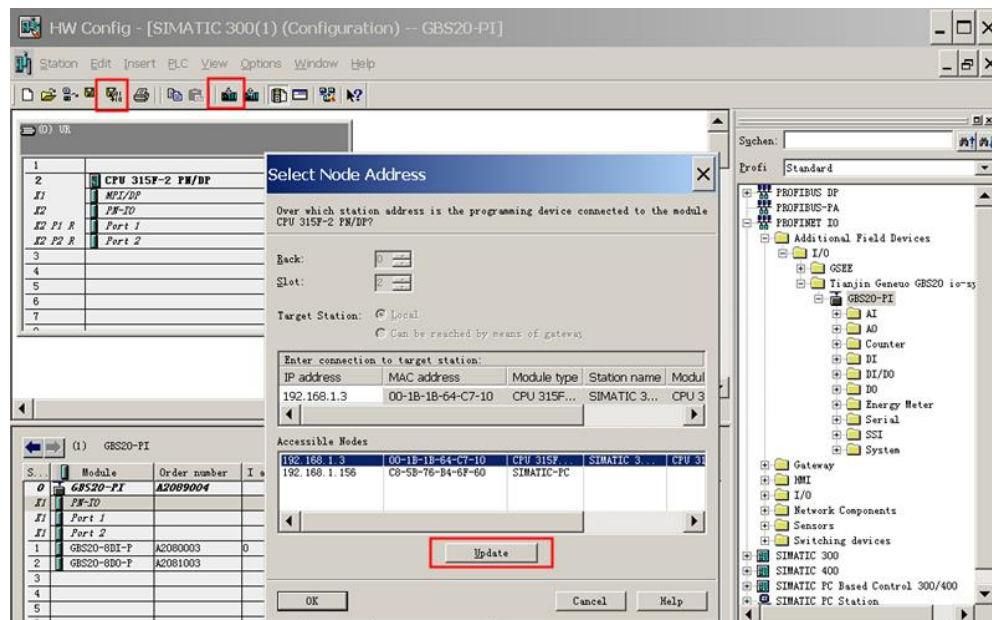 HW Config - [SIMATIC 300(1) (Configuration) -- GBS20-PI]
Station Edit Insert PLC View Options Window Help
(0) UR
1
2 CPU 315F-2 PN/DP
X1 MPI/DP
X2 PN-IO
X2 P1 R Port 1
X2 P2 R Port 2
3
4
5
6
7
Select Node Address
Over which station address is the programming device connected to the module
CPU 315F-2 PN/DP?
Rack: 0
Slot: 2
Target Station: Local
Can be reached by means of gateway
Enter connection to target station:
IP address MAC address Module type Station name Modul
192.168.1.3 00-1B-1B-64-C7-10 CPU 315F... SIMATIC 3... CPU 3
Accessible Nodes
192.168.1.3 00-1B-1B-64-C7-10 CPU 315F... SIMATIC 3... CPU 31
192.168.1.156 C8-5B-76-B4-6F-60 SIMATIC-PC
Update
OK Cancel Help
(1) GBS20-PI
S... Module Order number I
0 GBS20-PI A2089004
X1 PN-IO
X1 Port 1
X1 Port 2
1 GBS20-8DI-P A2080003 0
2 GBS20-8DO-P A2081003
3
4
5
Suchen:
Profi Standard
PROFIBUS DP
PROFIBUS-PA
PROFINET IO
Additional Field Devices
I/O
GSEE
Tianjin Geneuo GBS20 io-sy
GBS20-PI
AI
AO
Counter
DI
DI/DO
DO
Energy Meter
Serial
SSI
System
Gateway
HMI
I/O
Network Components
Sensors
Switching devices
SIMATIC 300
SIMATIC 400
SIMATIC PC Based Control 300/400
SIMATIC PC Station